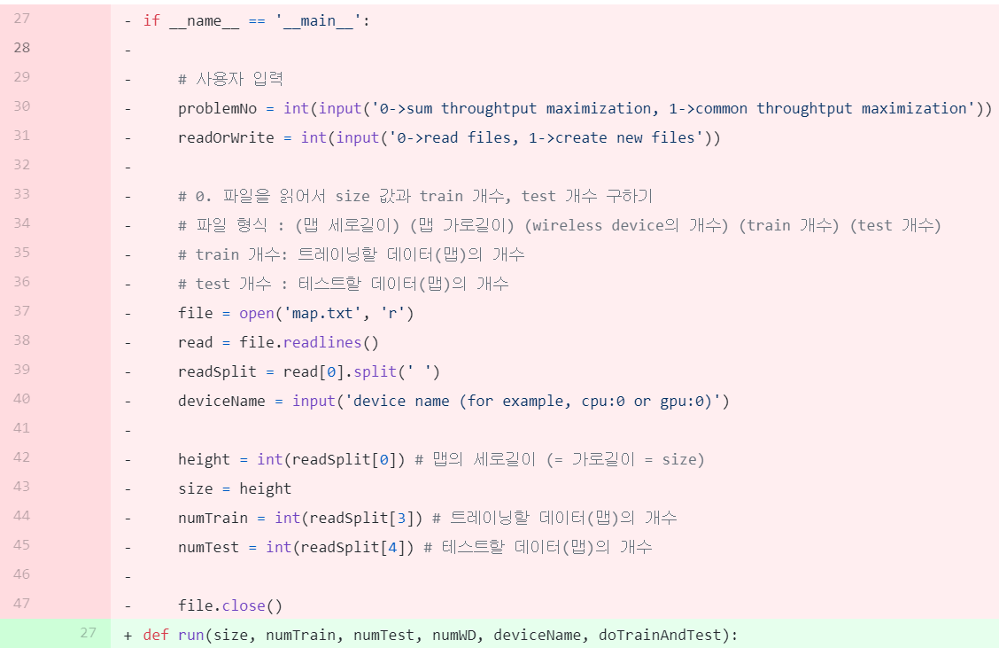 27 - if __name__ == '__main__':
28 -
29 - # 사용자 입력
30 - problemNo = int(input('0->sum throughtput maximization, 1->common throughtput maximization'))
31 - readOrWrite = int(input('0->read files, 1->create new files'))
32 -
33 - # 0. 파일을 읽어서 size 값과 train 개수, test 개수 구하기
34 - # 파일 형식 : (맵 세로길이) (맵 가로길이) (wireless device의 개수) (train 개수) (test 개수)
35 - # train 개수: 트레이닝할 데이터(맵)의 개수
36 - # test 개수 : 테스트할 데이터(맵)의 개수
37 - file = open('map.txt', 'r')
38 - read = file.readlines()
39 - readSplit = read[0].split(' ')
40 - deviceName = input('device name (for example, cpu:0 or gpu:0)')
41 -
42 - height = int(readSplit[0]) # 맵의 세로길이 (= 가로길이 = size)
43 - size = height
44 - numTrain = int(readSplit[3]) # 트레이닝할 데이터(맵)의 개수
45 - numTest = int(readSplit[4]) # 테스트할 데이터(맵)의 개수
46 -
47 - file.close()
27 + def run(size, numTrain, numTest, numWD, deviceName, doTrainAndTest):